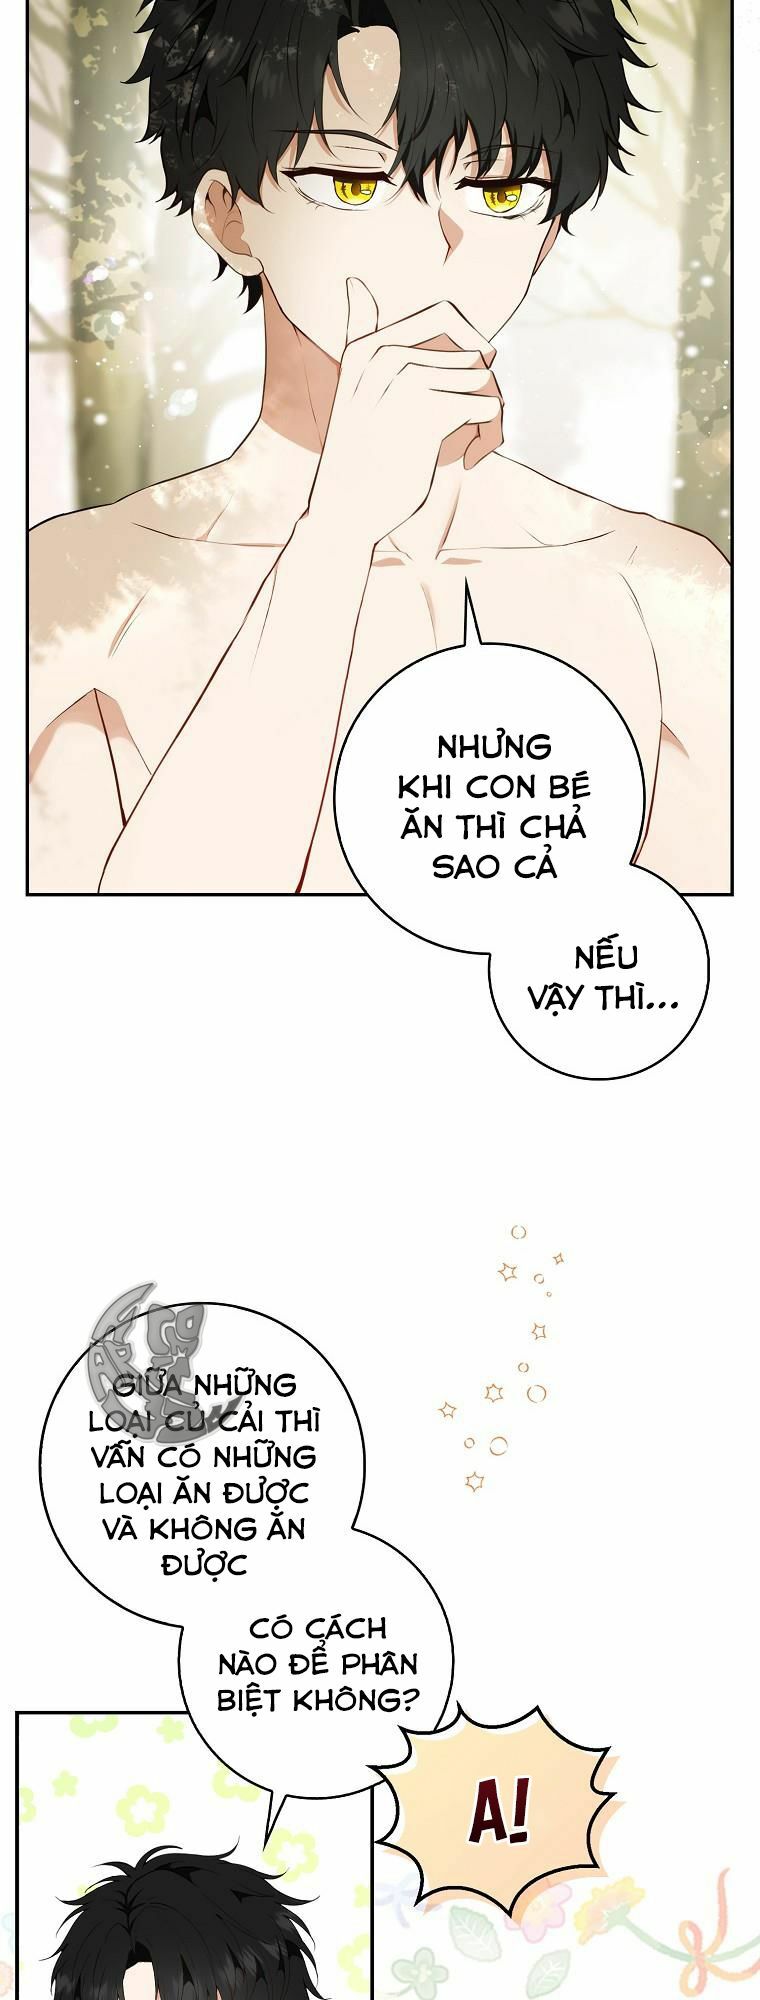 NHƯNG
KHI CON BÉ
ĂN THÌ CHẢ
SAO CẢ
NẾU
VẬY THÌ...
GIỮA NHỮNG
LOẠI CỦ CẢI THÌ
VẪN CÓ NHỮNG
LOẠI ĂN ĐƯỢC
VÀ KHÔNG ĂN
ĐƯỢC
CÓ CÁCH
NÀO ĐỂ PHÂN
BIỆT KHÔNG?
A!